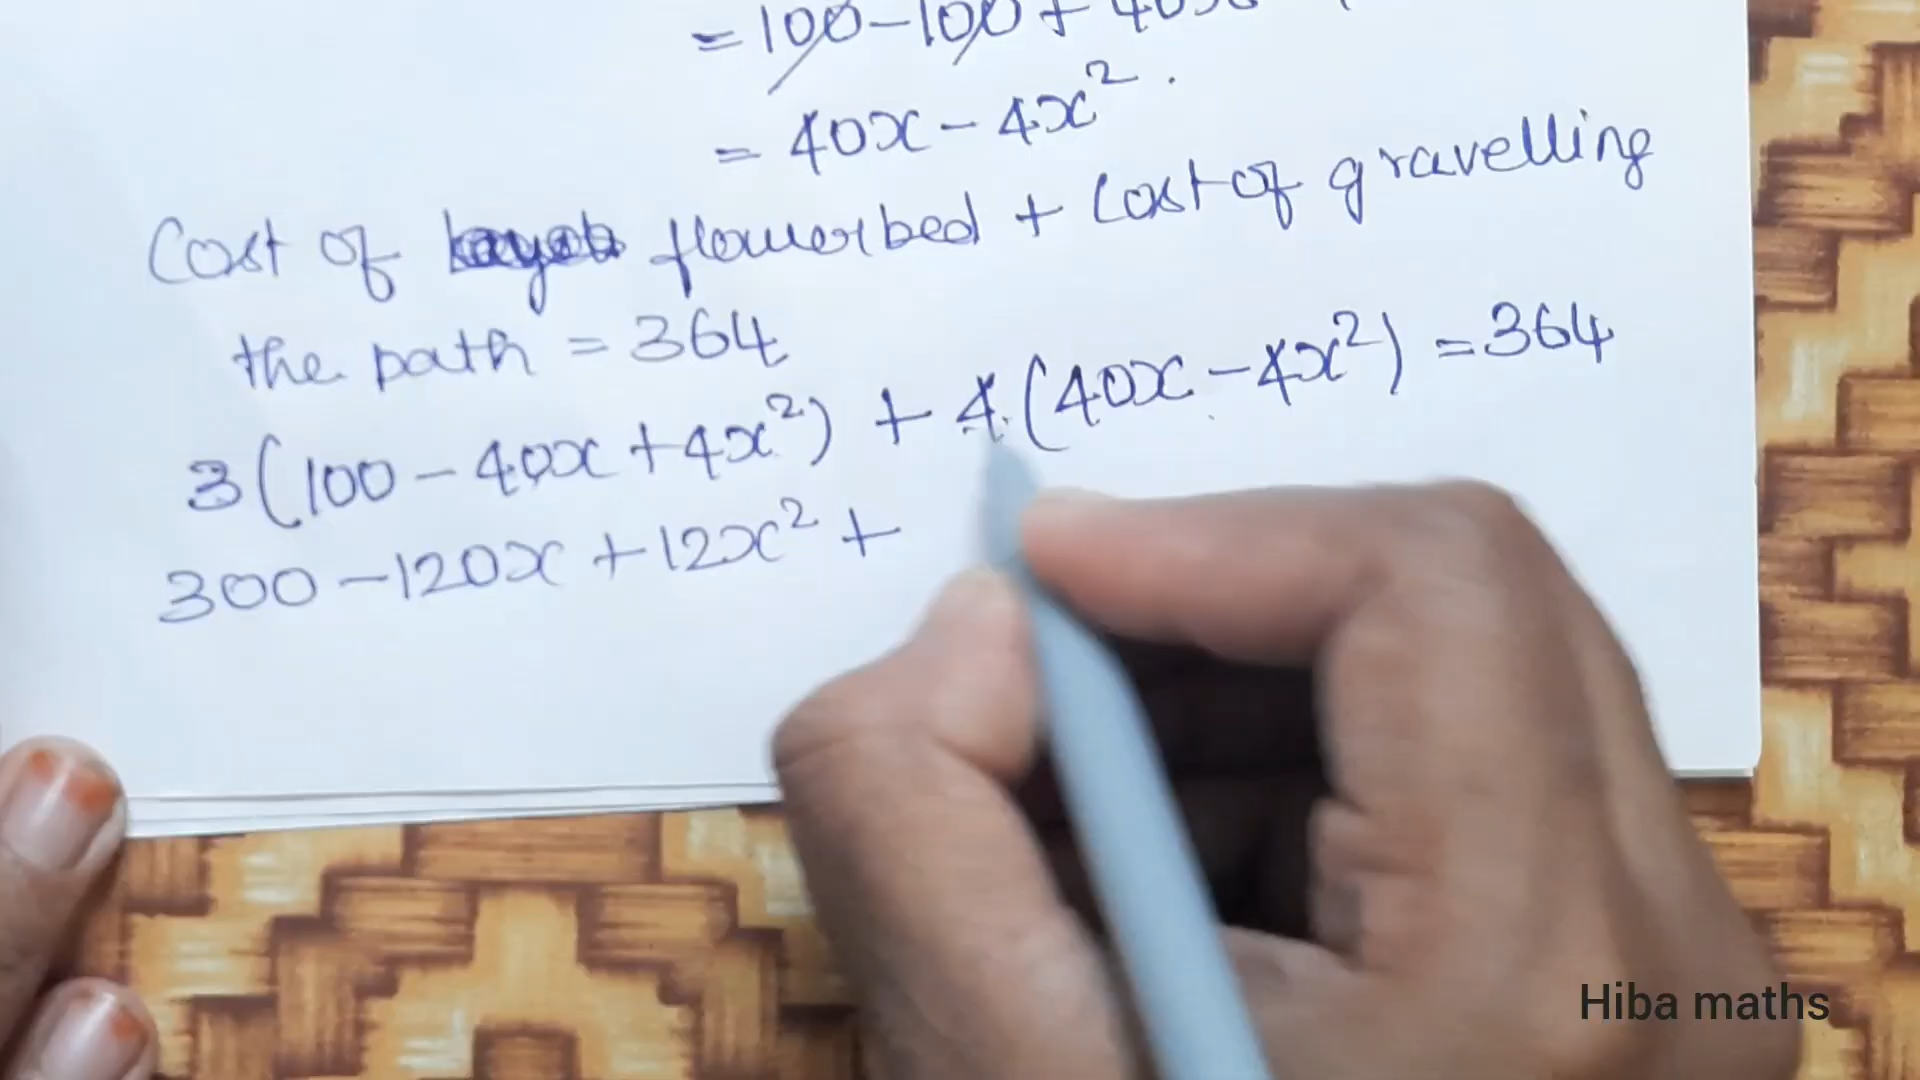 = 100 - 100 + 40x
= 40x - 4x².
Cost of flowerbed + Cost of gravelling
the path = 364
3(100 - 40x + 4x²) + 4(40x - 4x²) = 364
300 - 120x + 12x² +
Hiba maths